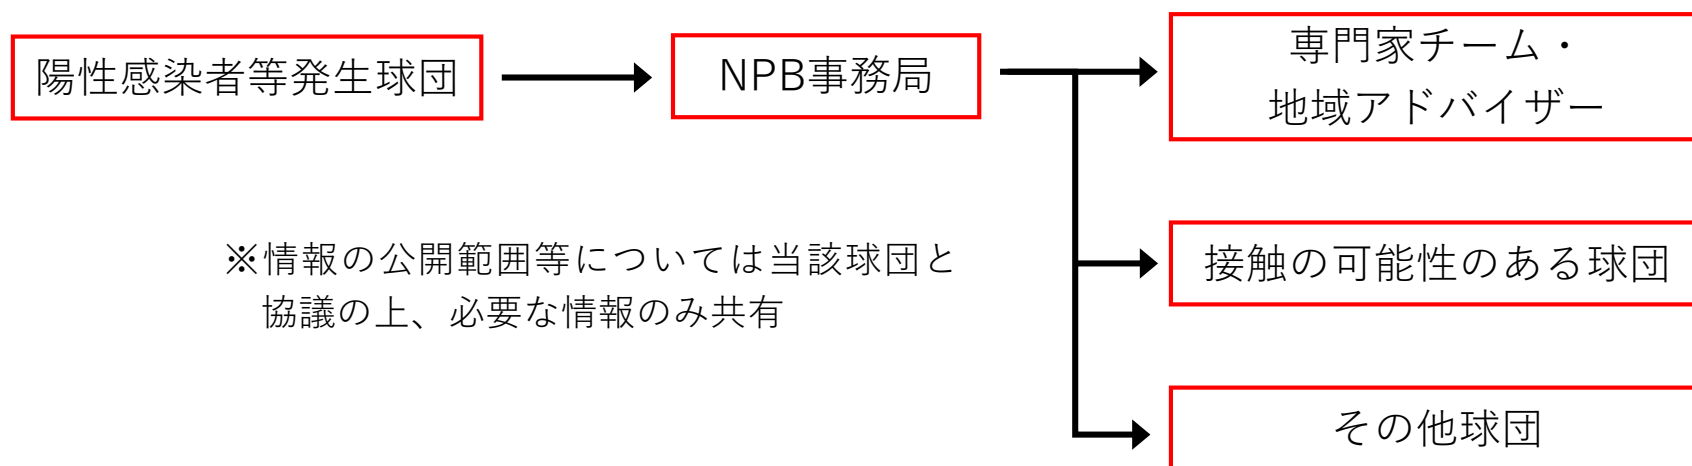 陽性感染者等発生球団
NPB事務局
専門家チーム・
地域アドバイザー
※情報の公開範囲等については当該球団と
協議の上、必要な情報のみ共有
接触の可能性のある球団
その他球団